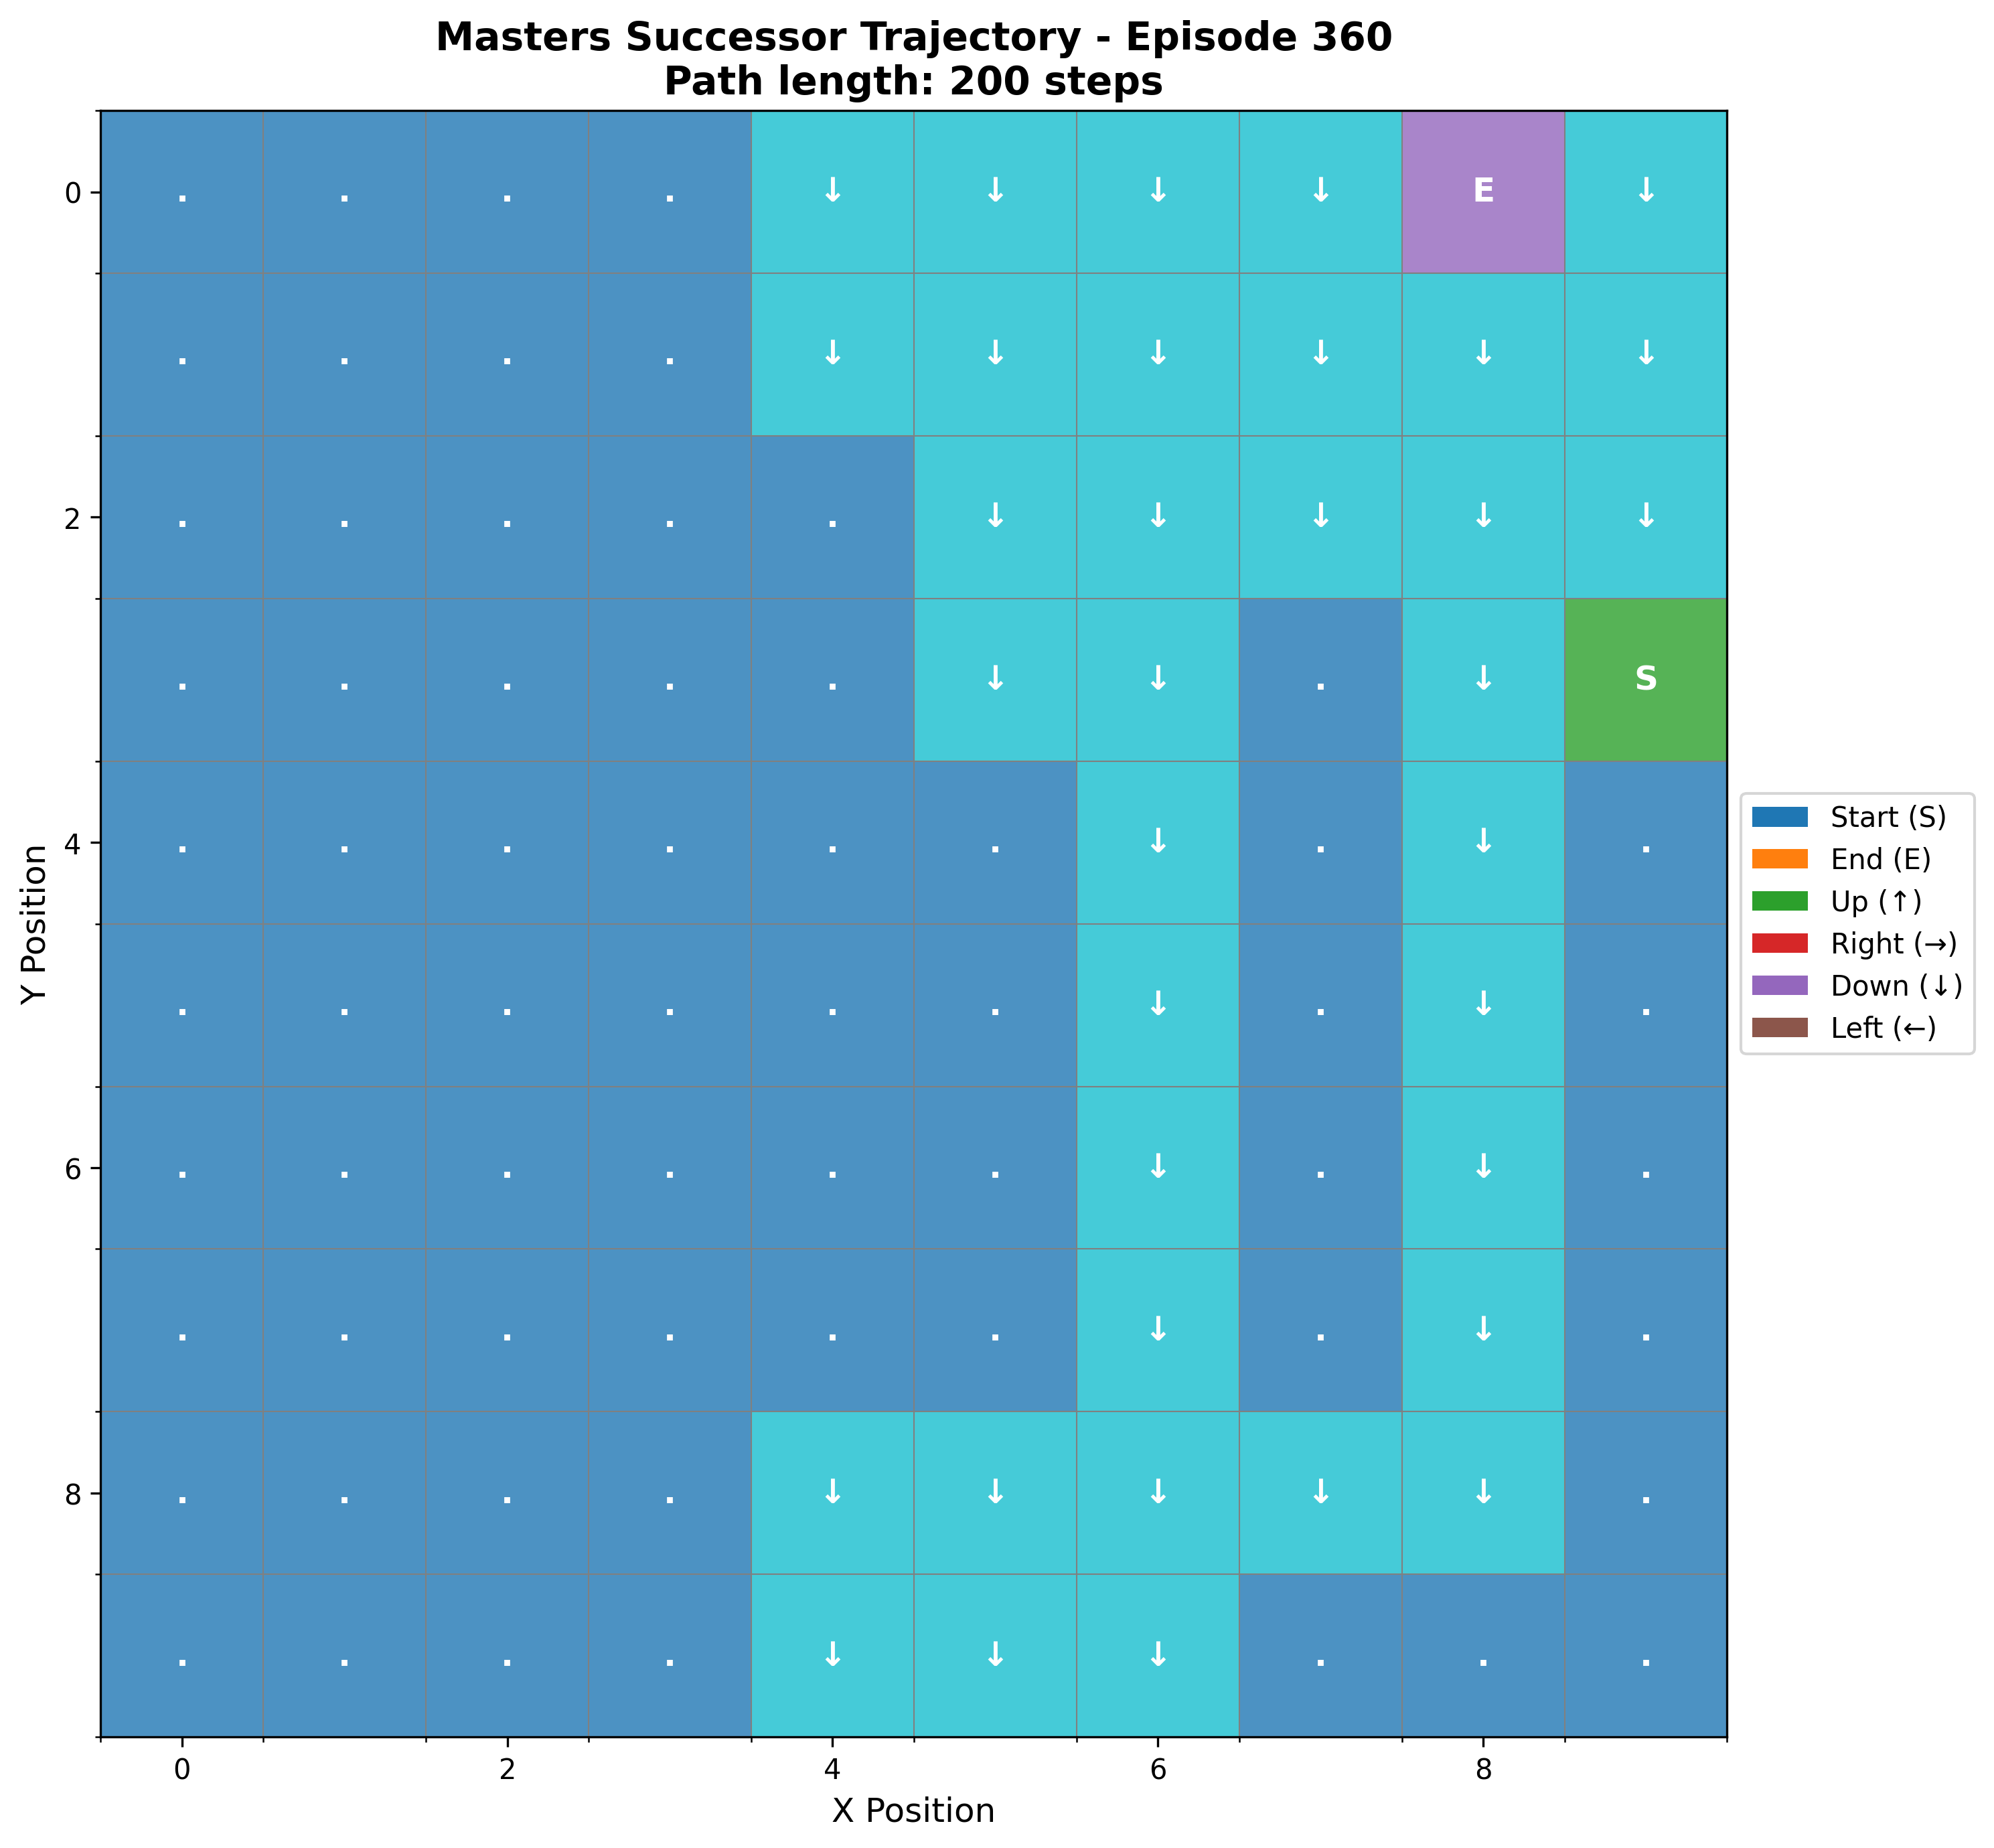 Masters Successor Trajectory - Episode 360
Path length: 200 steps
0 . . . . ↓ ↓ ↓ ↓ E ↓
. . . . ↓ ↓ ↓ ↓ ↓ ↓
2 . . . . . ↓ ↓ ↓ ↓ ↓
. . . . . ↓ ↓ . ↓ S
4 . . . . . . ↓ . ↓ .
. . . . . . ↓ . ↓ .
6 . . . . . . ↓ . ↓ .
. . . . . . ↓ . ↓ .
8 . . . . ↓ ↓ ↓ ↓ ↓ .
. . . . ↓ ↓ ↓ . . .
0 2 4 6 8
X Position
Y Position
Start (S)
End (E)
Up (↑)
Right (→)
Down (↓)
Left (←)